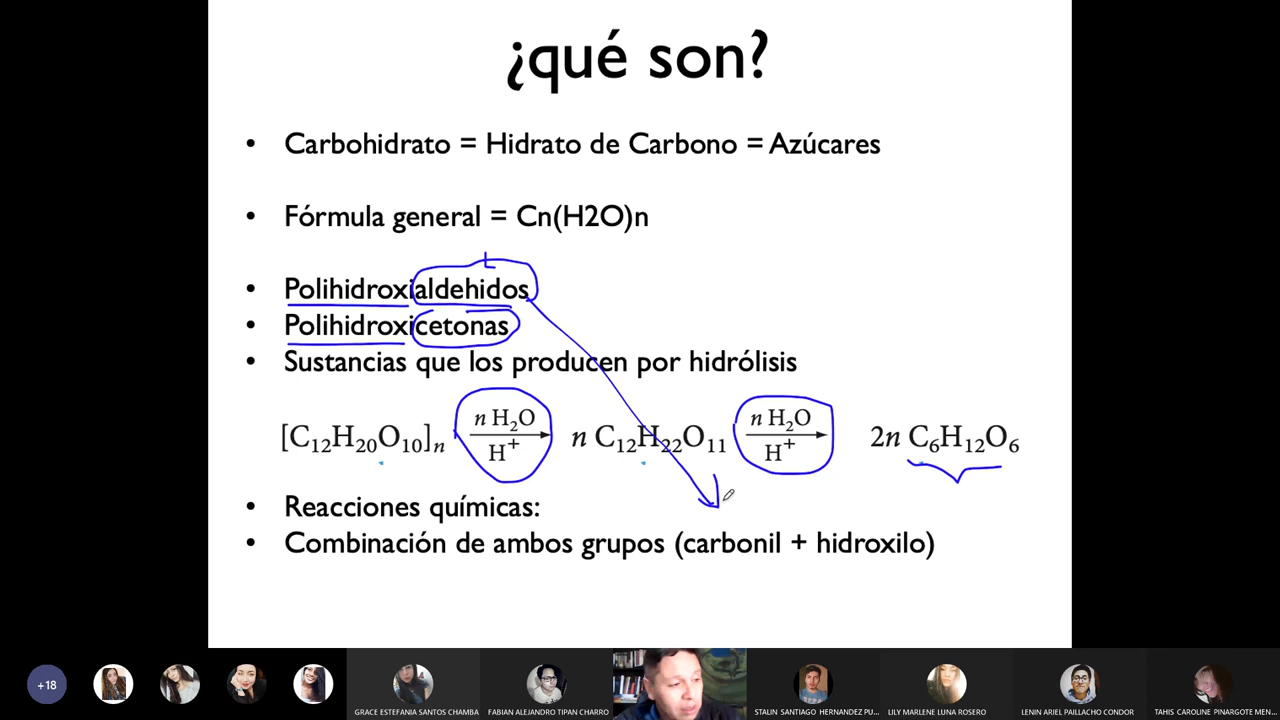 ¿qué son?
• Carbohidrato = Hidrato de Carbono = Azúcares
• Fórmula general = Cn(H2O)n
• Polihidroxialdehidos
• Polihidroxicetonas
• Sustancias que los producen por hidrólisis
[C₁₂H₂₀O₁₀]ₙ n H₂O H⁺ n C₁₂H₂₂O₁₁ n H₂O H⁺ 2n C₆H₁₂O₆
• Reacciones químicas:
• Combinación de ambos grupos (carbonil + hidroxilo)
+18
GRACE ESTEFANIA SANTOS CHAMBA
FABIAN ALEJANDRO TIPAN CHARRO
STALIN SANTIAGO HERNANDEZ PU...
LILY MARLENE LUNA ROSERO
LENIN ARIEL PAILLACHO CONDOR
TAHIS CAROLINE PINARGOTE MEN...